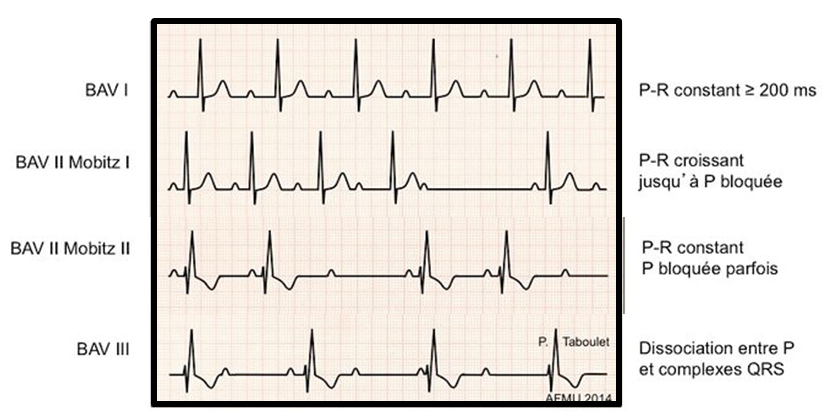 BAV I
P-R constant ≥ 200 ms
BAV II Mobitz I
P-R croissant
jusqu’à P bloquée
BAV II Mobitz II
P-R constant
P bloquée parfois
BAV III
P. Taboulet
Dissociation entre P
et complexes QRS
AFMU 2014